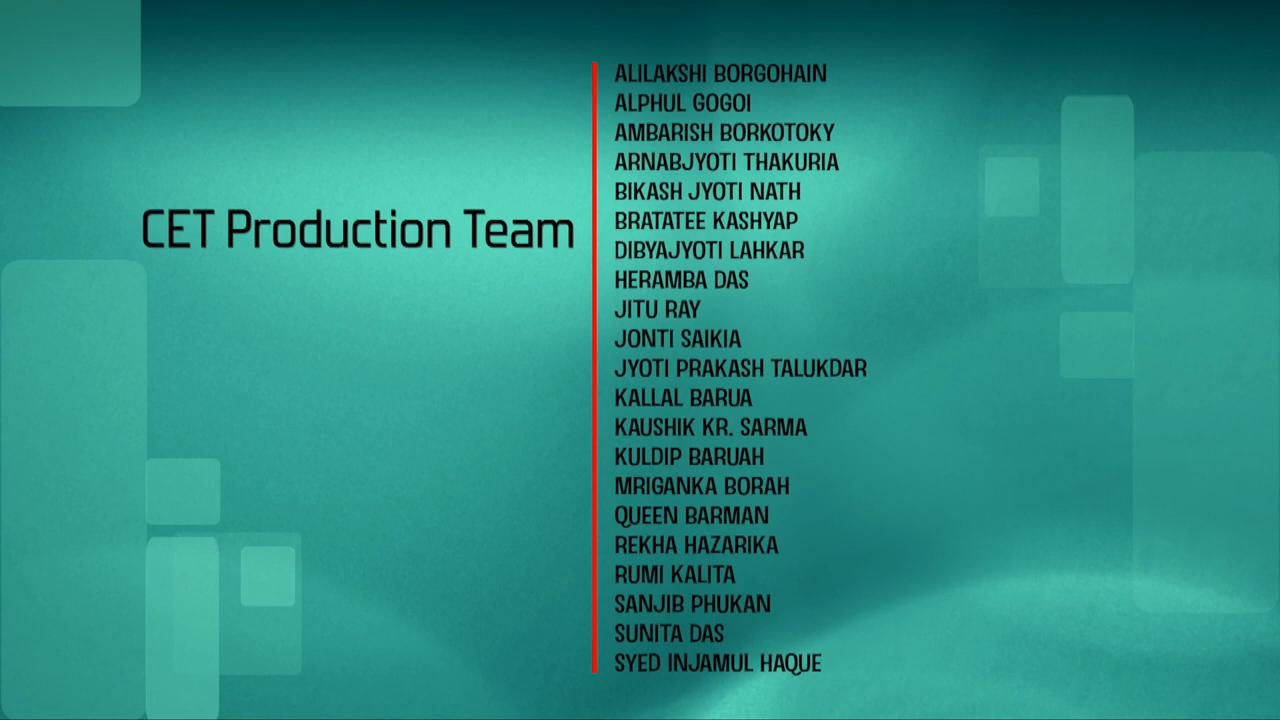 CET Production Team
ALILAKSHI BORGOHAIN
ALPHUL GOGOI
AMBARISH BORKOTOKY
ARNABJYOTI THAKURIA
BIKASH JYOTI NATH
BRATATEE KASHYAP
DIBYAJYOTI LAHKAR
HERAMBA DAS
JITU RAY
JONTI SAIKIA
JYOTI PRAKASH TALUKDAR
KALLAL BARUA
KAUSHIK KR. SARMA
KULDIP BARUAH
MRIGANKA BORAH
QUEEN BARMAN
REKHA HAZARIKA
RUMI KALITA
SANJIB PHUKAN
SUNITA DAS
SYED INJAMUL HAQUE